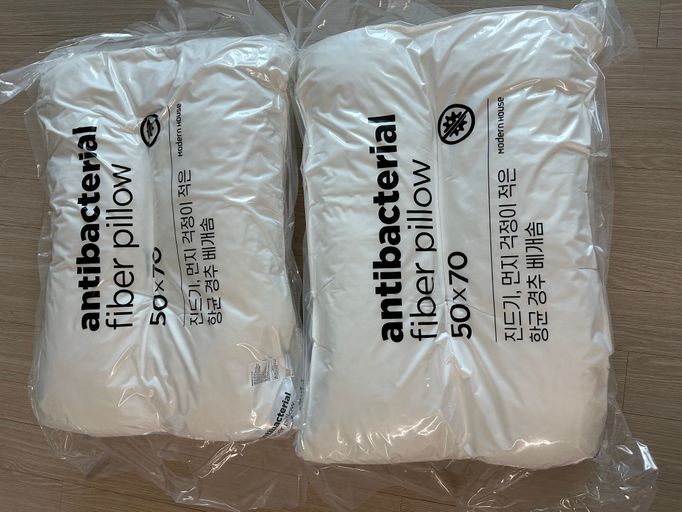 antibacterial
fiber pillow
50×70
진드기, 먼지 걱정이 적은
항균 경추 베개솜
MODERN HOUSE
antibacterial
fiber pillow
antibacterial
fiber pillow
50×70
진드기, 먼지 걱정이 적은
항균 경추 베개솜
MODERN HOUSE